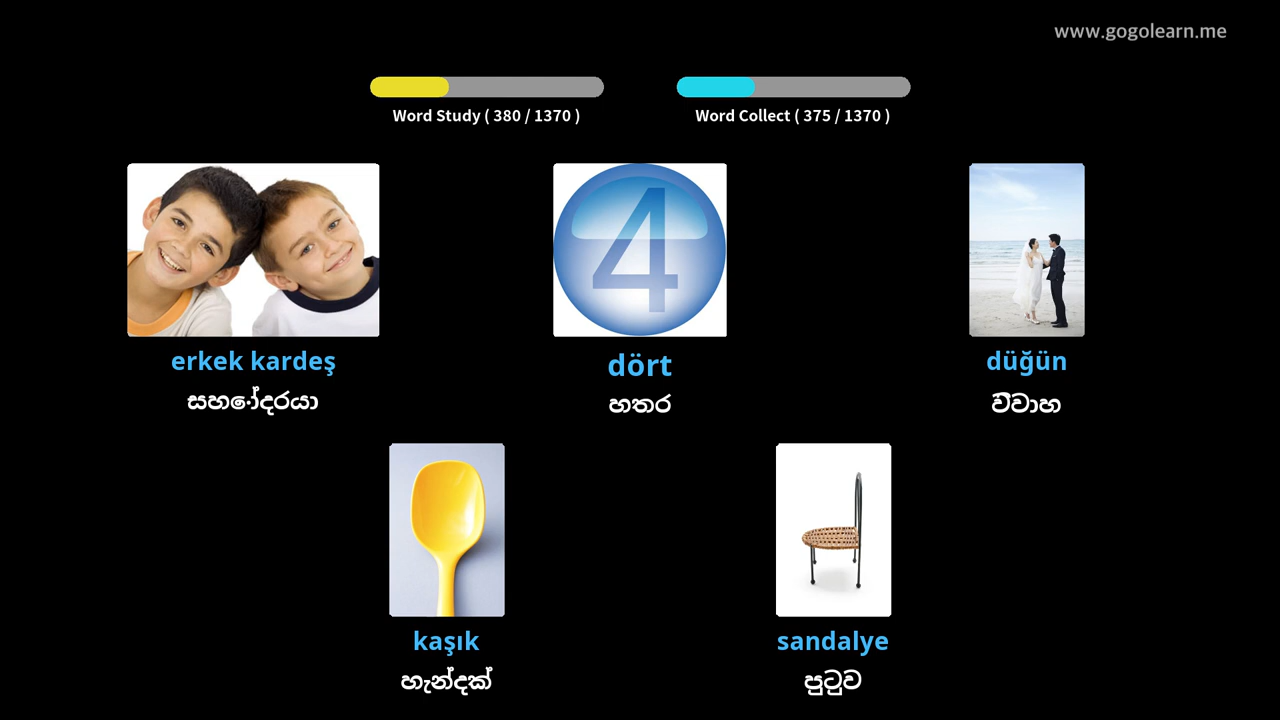 www.gogolearn.me
Word Study ( 380 / 1370 )
Word Collect ( 375 / 1370 )
4
erkek kardeş
සහෝදරයා
dört
හතර
düğün
විවාහ
kaşık
හැන්දක්
sandalye
පුටුව